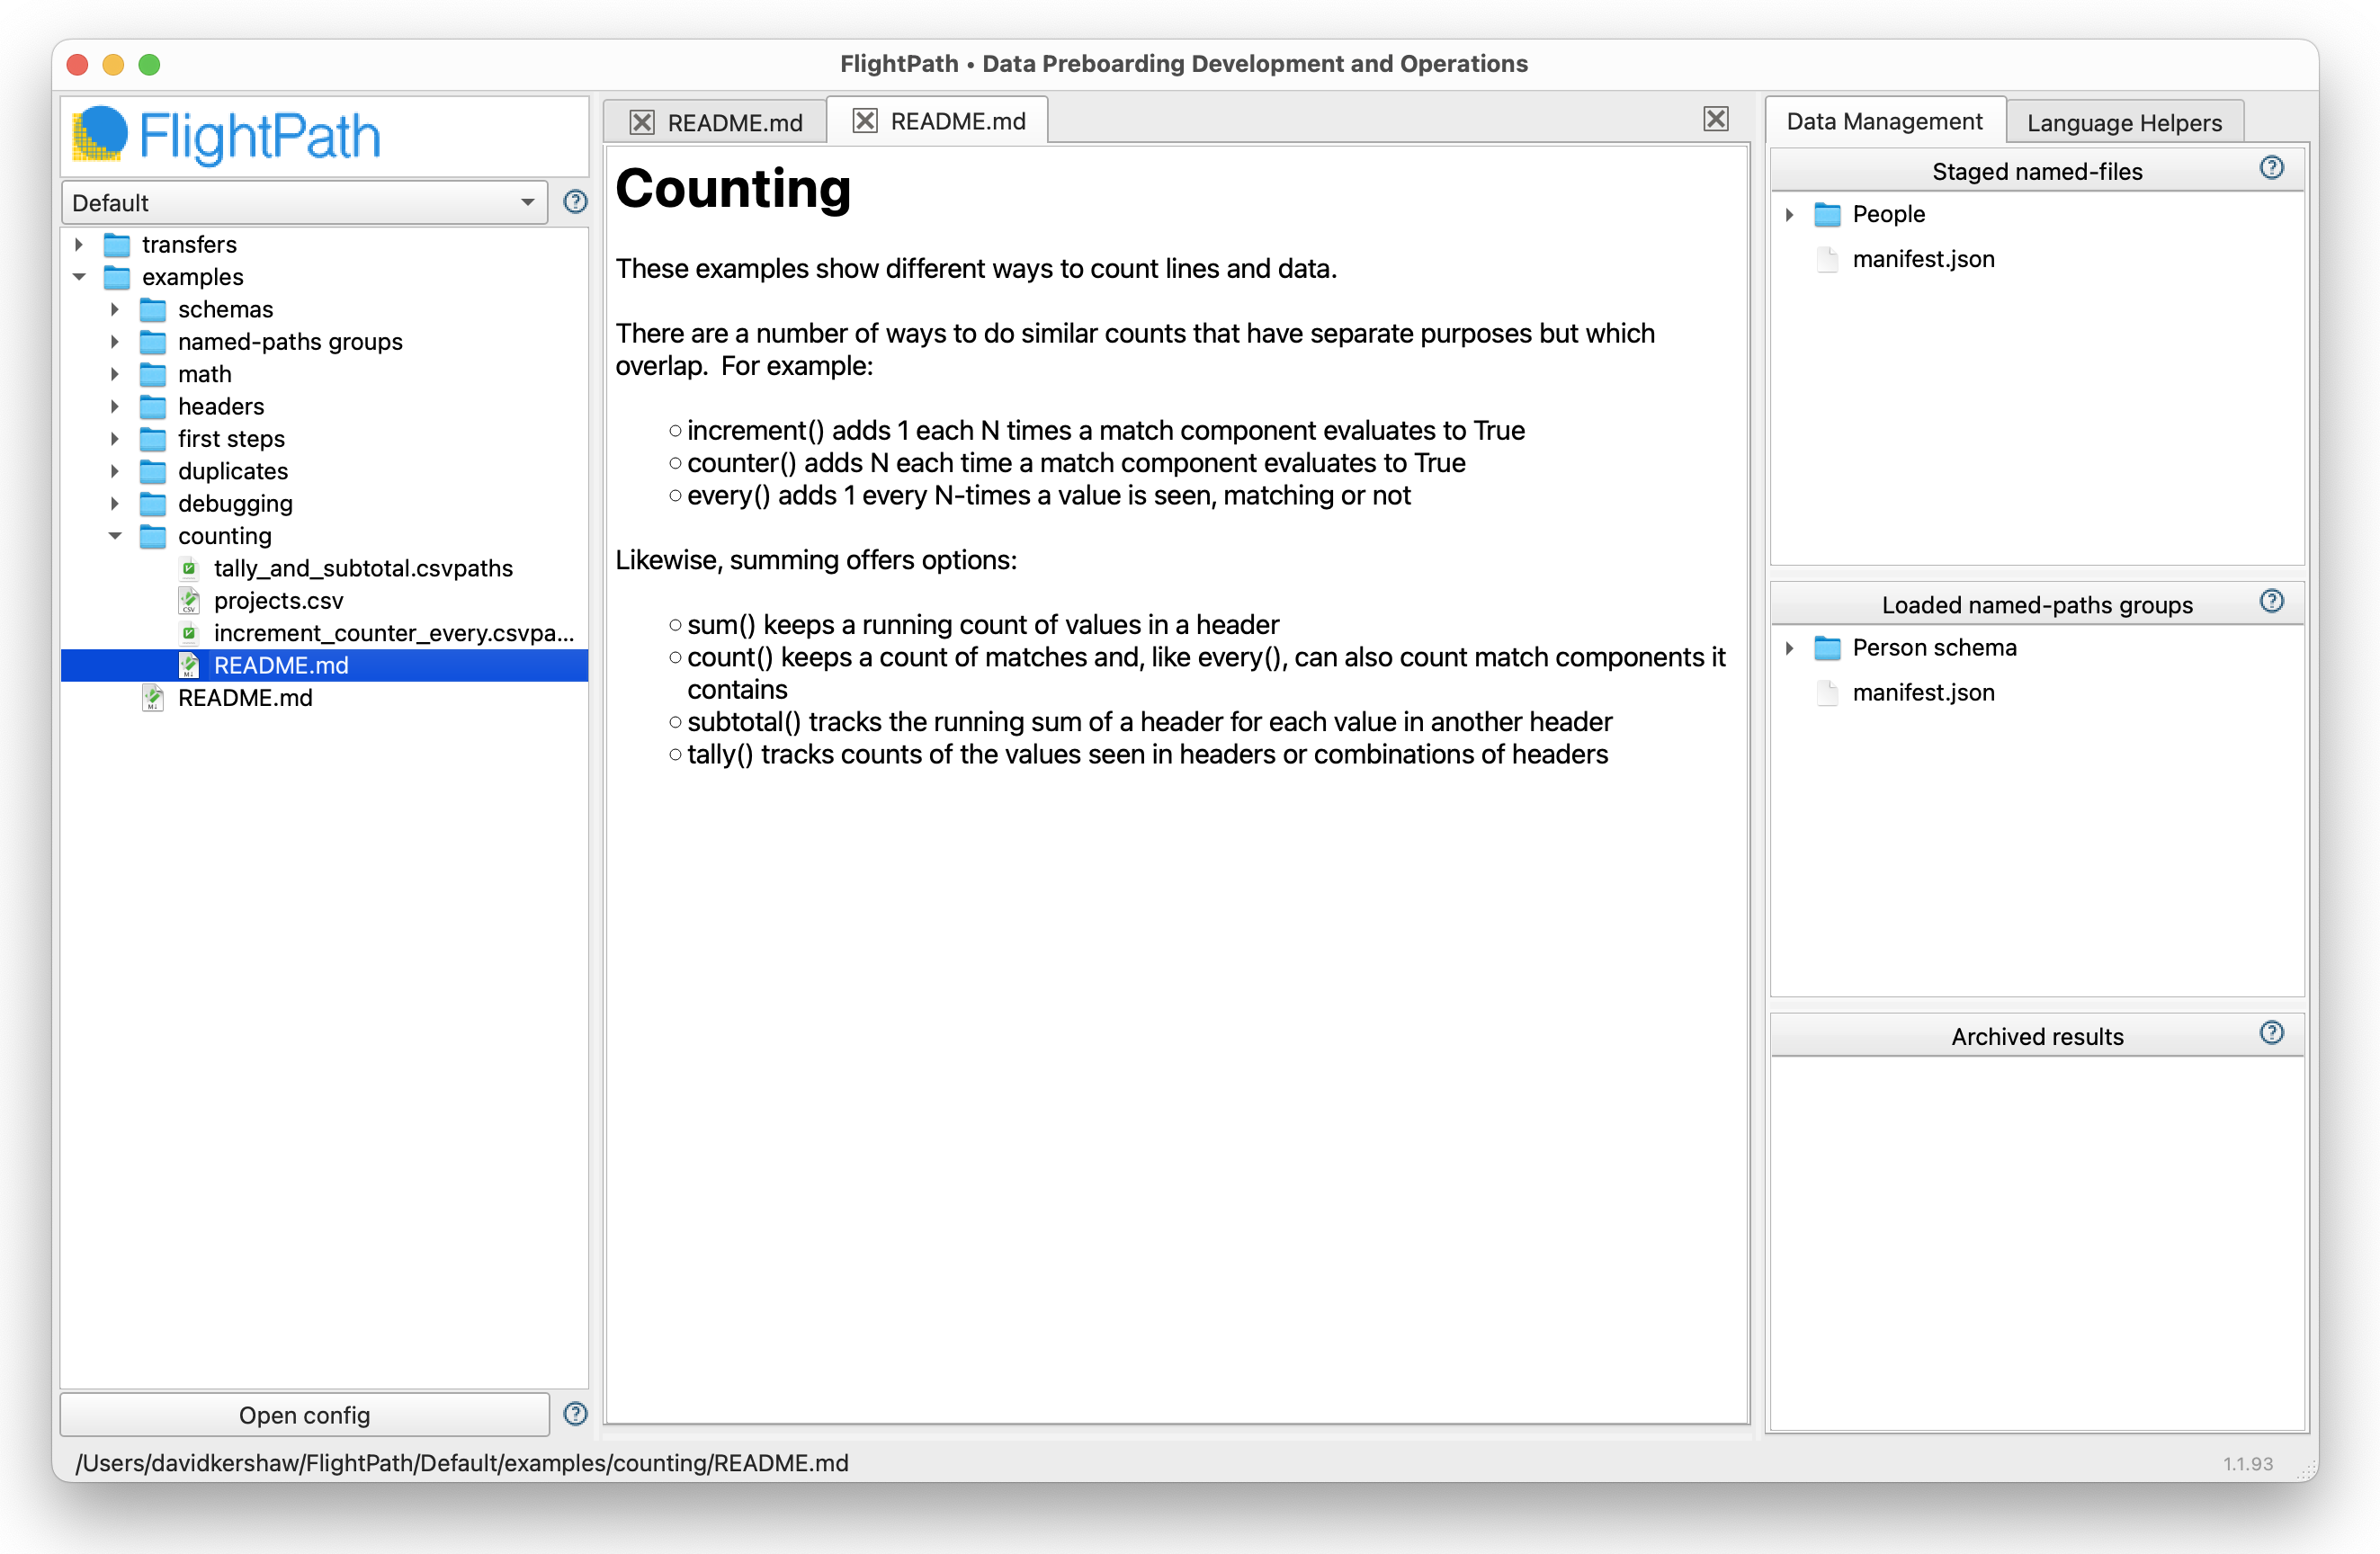 FlightPath • Data Preboarding Development and Operations
FlightPath
Default
transfers
examples
schemas
named-paths groups
math
headers
first steps
duplicates
debugging
counting
tally_and_subtotal.csvpaths
projects.csv
increment_counter_every.csvpa...
README.md
README.md
Open config
/Users/davidkershaw/FlightPath/Default/examples/counting/README.md
README.md
README.md
Counting
These examples show different ways to count lines and data.
There are a number of ways to do similar counts that have separate purposes but which
overlap.  For example:
○ increment() adds 1 each N times a match component evaluates to True
○ counter() adds N each time a match component evaluates to True
○ every() adds 1 every N-times a value is seen, matching or not
Likewise, summing offers options:
○ sum() keeps a running count of values in a header
○ count() keeps a count of matches and, like every(), can also count match components it
contains
○ subtotal() tracks the running sum of a header for each value in another header
○ tally() tracks counts of the values seen in headers or combinations of headers
Data Management
Language Helpers
Staged named-files
People
manifest.json
Loaded named-paths groups
Person schema
manifest.json
Archived results
1.1.93